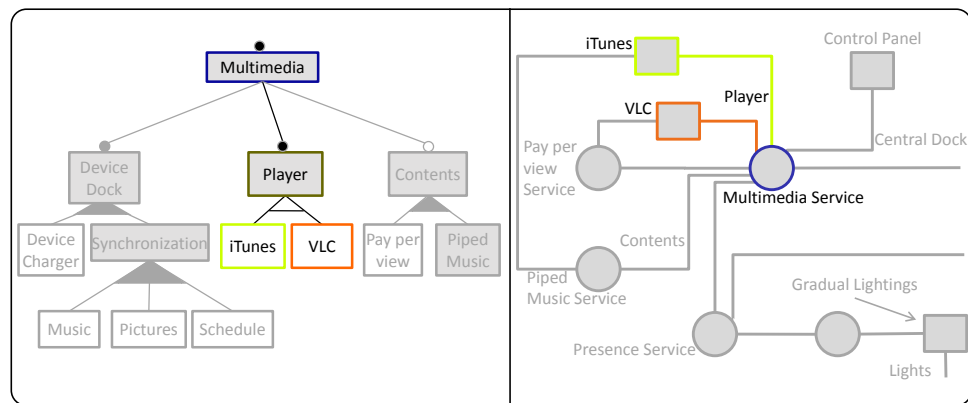 Multimedia
Device
Dock
Player
Contents
Device
Charger
Synchronization
iTunes
VLC
Pay per
view
Piped
Music
Music
Pictures
Schedule
iTunes
Control Panel
Player
VLC
Pay per
view
Service
Central Dock
Multimedia Service
Contents
Piped
Music Service
Gradual Lightings
Presence Service
Lights